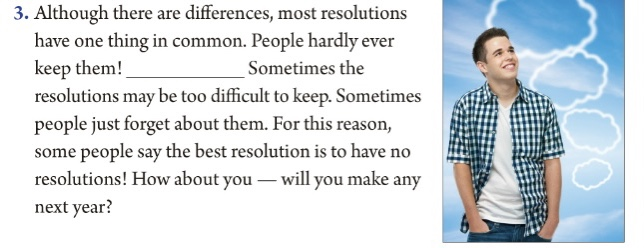 3. Although there are differences, most resolutions
have one thing in common. People hardly ever
keep them! ____________ Sometimes the
resolutions may be too difficult to keep. Sometimes
people just forget about them. For this reason,
some people say the best resolution is to have no
resolutions! How about you — will you make any
next year?